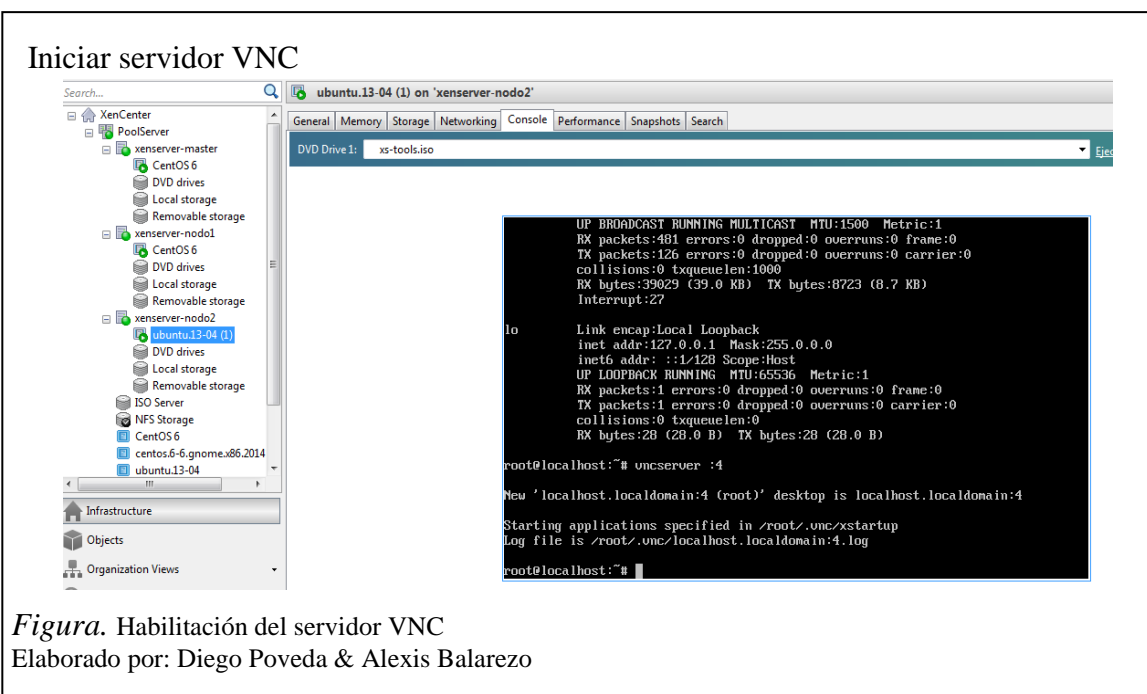 Iniciar servidor VNC
Search...
XenCenter
PoolServer
xenserver-master
CentOS 6
DVD drives
Local storage
Removable storage
xenserver-nodo1
CentOS 6
DVD drives
Local storage
Removable storage
xenserver-nodo2
ubuntu.13-04 (1)
DVD drives
Local storage
Removable storage
ISO Server
NFS Storage
CentOS 6
centos.6-6.gnome.x86.2014
ubuntu.13-04
Infrastructure
Objects
Organization Views
ubuntu.13-04 (1) on 'xenserver-nodo2'
General Memory Storage Networking Console Performance Snapshots Search
DVD Drive 1: xs-tools.iso Ejec
UP BROADCAST RUNNING MULTICAST MTU:1500 Metric:1
RX packets:481 errors:0 dropped:0 overruns:0 frame:0
TX packets:126 errors:0 dropped:0 overruns:0 carrier:0
collisions:0 txqueuelen:1000
RX bytes:39029 (39.0 KB) TX bytes:8723 (8.7 KB)
Interrupt:27
lo Link encap:Local Loopback
inet addr:127.0.0.1 Mask:255.0.0.0
inet6 addr: ::1/128 Scope:Host
UP LOOPBACK RUNNING MTU:65536 Metric:1
RX packets:1 errors:0 dropped:0 overruns:0 frame:0
TX packets:1 errors:0 dropped:0 overruns:0 carrier:0
collisions:0 txqueuelen:0
RX bytes:28 (28.0 B) TX bytes:28 (28.0 B)
root@localhost:~# vncserver :4
New 'localhost.localdomain:4 (root)' desktop is localhost.localdomain:4
Starting applications specified in /root/.vnc/xstartup
Log file is /root/.vnc/localhost.localdomain:4.log
root@localhost:~#
Figura. Habilitación del servidor VNC
Elaborado por: Diego Poveda & Alexis Balarezo